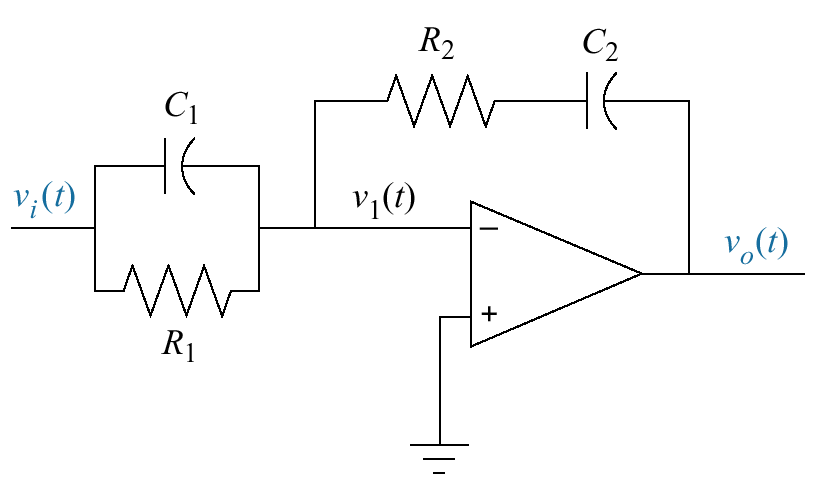 R₂
C₂
C₁
vᵢ(t)
v₁(t)
−
vₒ(t)
+
R₁